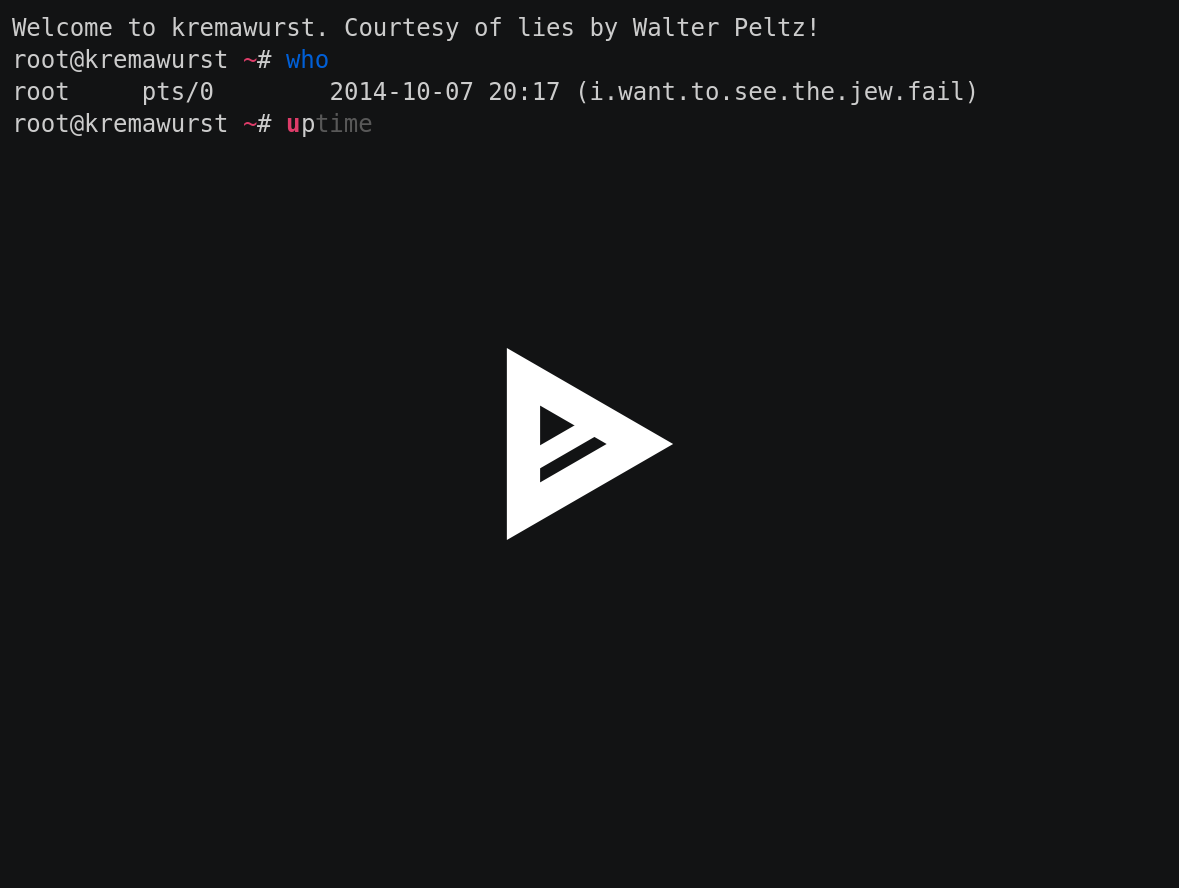 Welcome to kremawurst. Courtesy of lies by Walter Peltz!
root@kremawurst ~# who
root     pts/0        2014-10-07 20:17 (i.want.to.see.the.jew.fail)
root@kremawurst ~# uptime